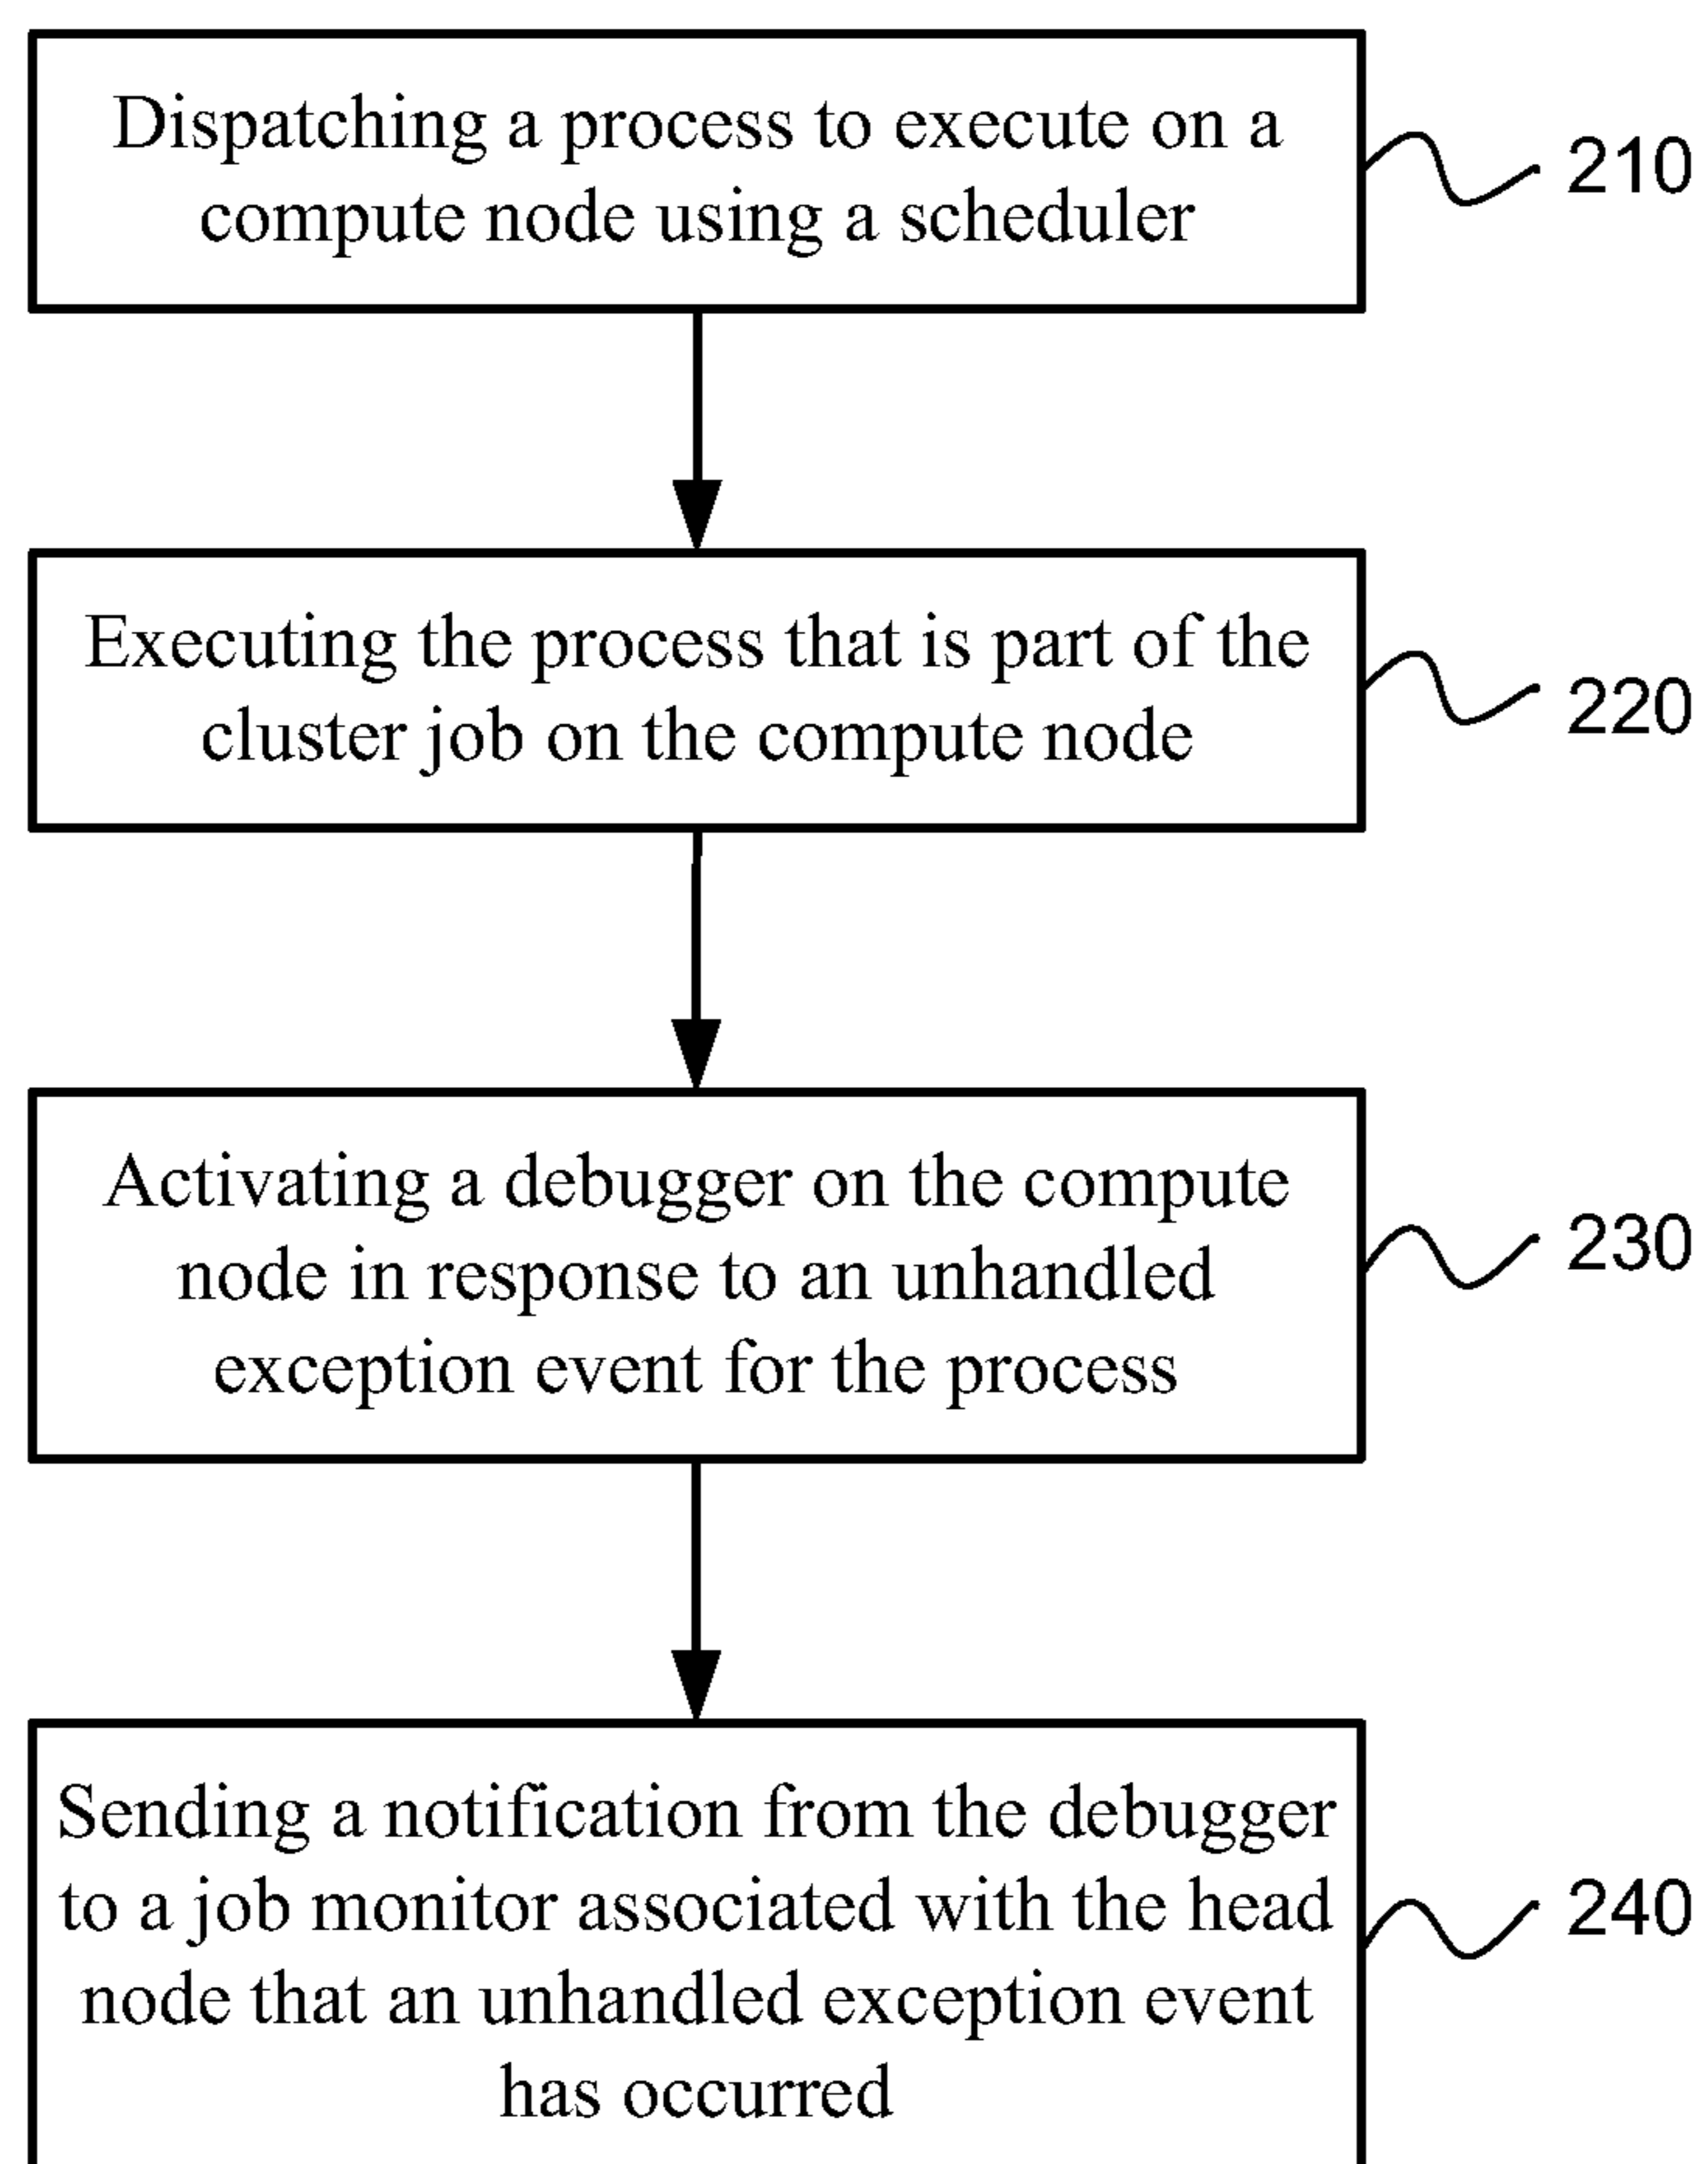 Dispatching a process to execute on a
compute node using a scheduler
210
Executing the process that is part of the
cluster job on the compute node
220
Activating a debugger on the compute
node in response to an unhandled
exception event for the process
230
Sending a notification from the debugger
to a job monitor associated with the head
node that an unhandled exception event
has occurred
240